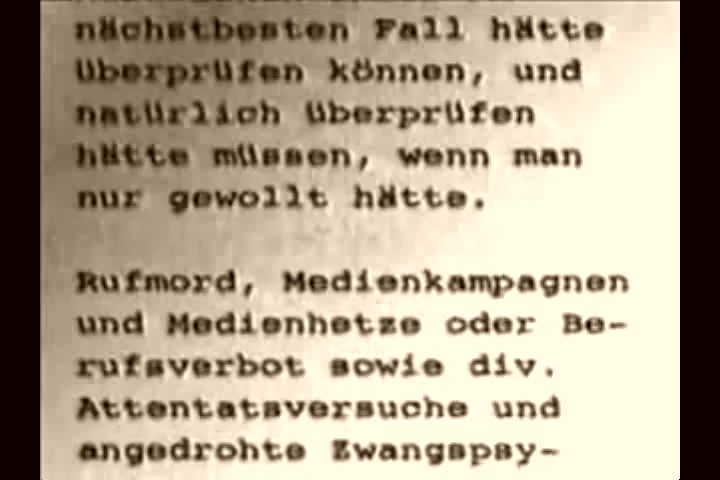 nächstbesten Fall hätte
überprüfen können, und
natürlich überprüfen
hätte müssen, wenn man
nur gewollt hätte.
Rufmord, Medienkampagnen
und Medienhetze oder Be-
rufsverbot sowie div.
Attentatsversuche und
angedrohte Zwangspsy-